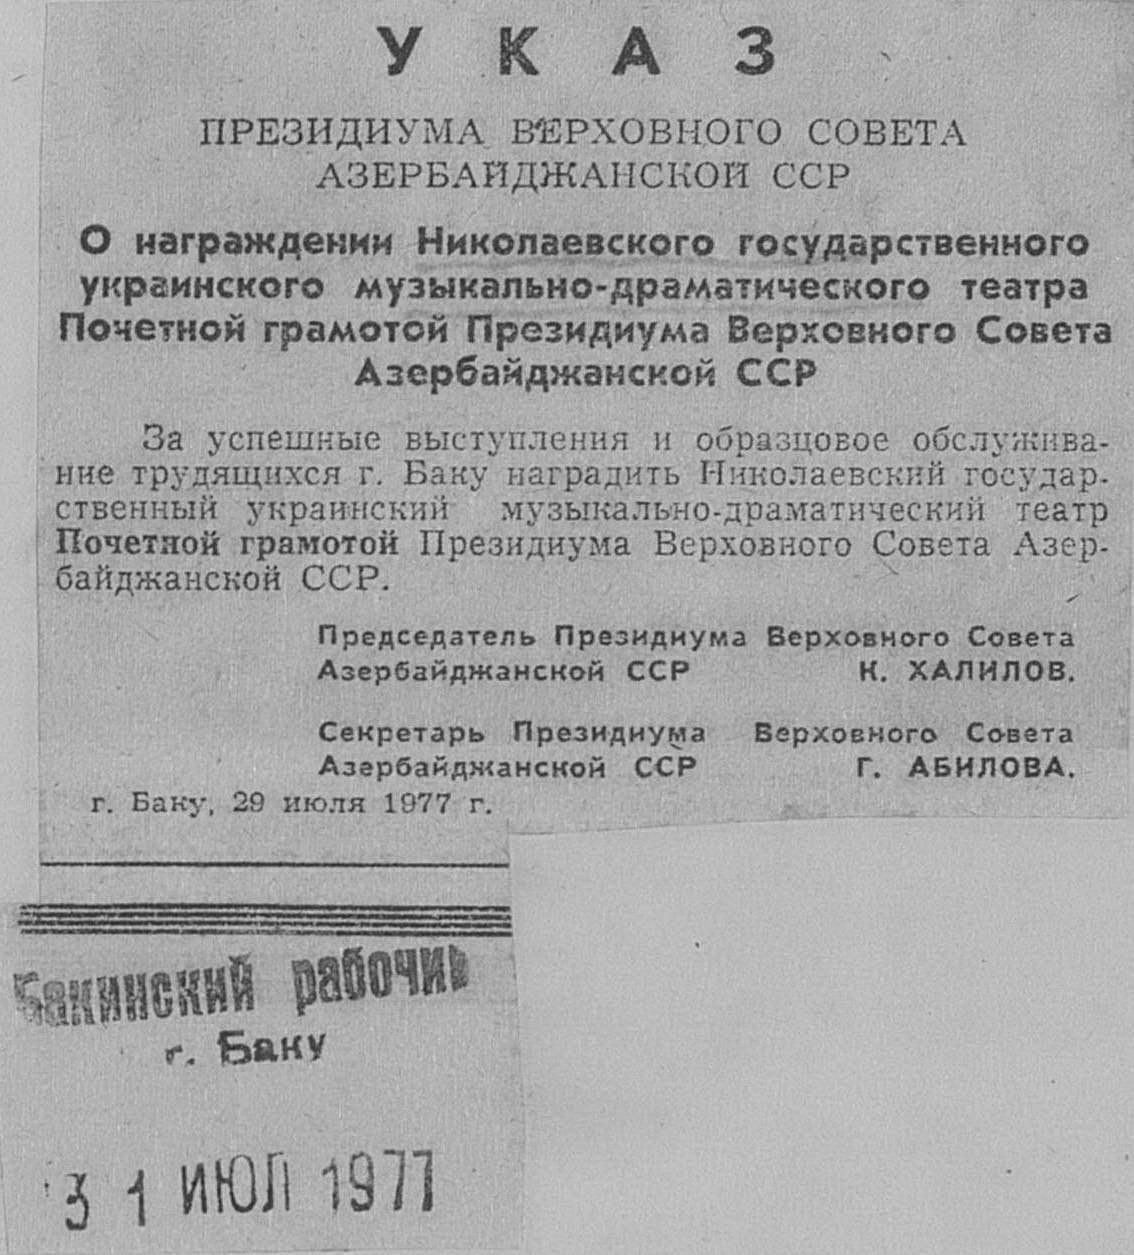 УКАЗ
ПРЕЗИДИУМА ВЕРХОВНОГО СОВЕТА
АЗЕРБАЙДЖАНСКОЙ ССР
О награждении Николаевского государственного
украинского музыкально-драматического театра
Почетной грамотой Президиума Верховного Совета
Азербайджанской ССР
За успешные выступления и образцовое обслужива-
ние трудящихся г. Баку наградить Николаевский государ-
ственный украинский музыкально-драматический театр
Почетной грамотой Президиума Верховного Совета Азер-
байджанской ССР.
Председатель Президиума Верховного Совета
Азербайджанской ССР К. ХАЛИЛОВ.
Секретарь Президиума Верховного Совета
Азербайджанской ССР Г. АБИЛОВА.
г. Баку, 29 июля 1977 г.
Бакинский рабочий
г. Баку
31 ИЮЛ 1977